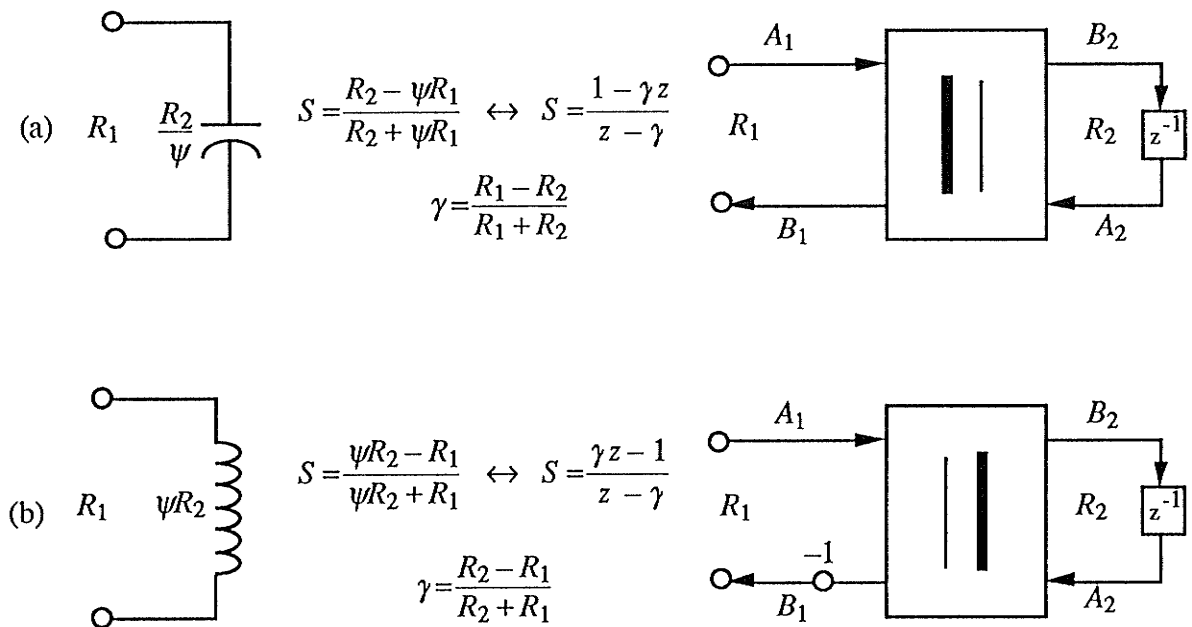 A₁ B₂
(a) R₁ R₂/ψ S = (R₂ − ψR₁)/(R₂ + ψR₁) ↔ S = (1 − γz)/(z − γ) R₁ R₂ z⁻¹
γ = (R₁ − R₂)/(R₁ + R₂)
B₁ A₂
A₁ B₂
(b) R₁ ψR₂ S = (ψR₂ − R₁)/(ψR₂ + R₁) ↔ S = (γz − 1)/(z − γ) R₁ R₂ z⁻¹
−1
γ = (R₂ − R₁)/(R₂ + R₁)
B₁ A₂